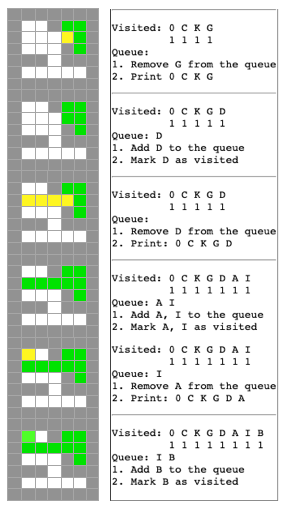 Visited: 0 C K G
1 1 1 1
Queue:
1. Remove G from the queue
2. Print 0 C K G
Visited: 0 C K G D
1 1 1 1 1
Queue: D
1. Add D to the queue
2. Mark D as visited
Visited: 0 C K G D
1 1 1 1 1
Queue:
1. Remove D from the queue
2. Print: 0 C K G D
Visited: 0 C K G D A I
1 1 1 1 1 1 1
Queue: A I
1. Add A, I to the queue
2. Mark A, I as visited
Visited: 0 C K G D A I
1 1 1 1 1 1 1
Queue: I
1. Remove A from the queue
2. Print: 0 C K G D A
Visited: 0 C K G D A I B
1 1 1 1 1 1 1 1
Queue: I B
1. Add B to the queue
2. Mark B as visited